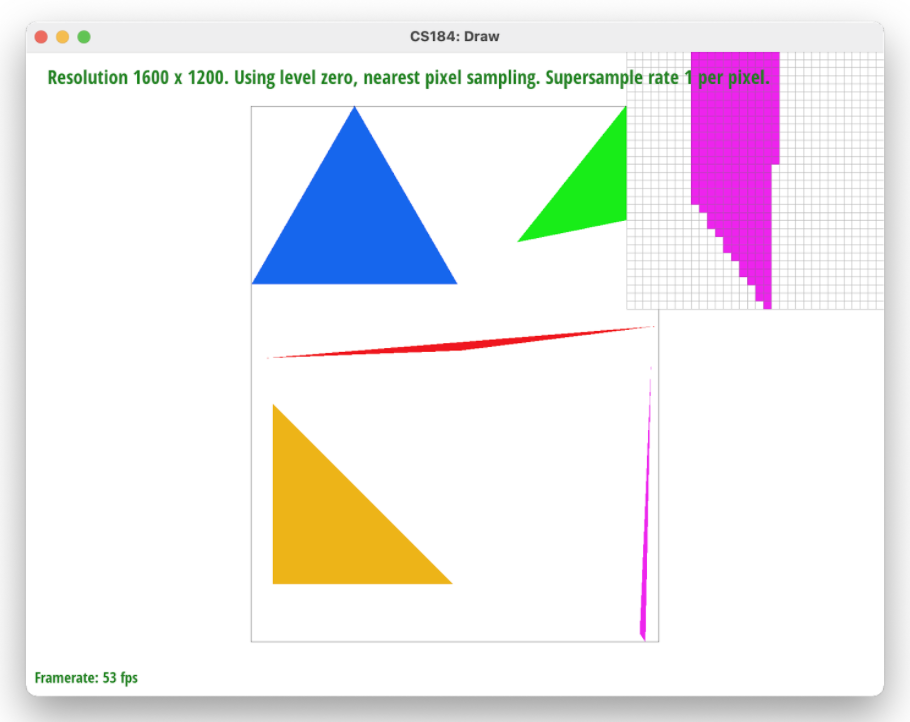 CS184: Draw
Resolution 1600 x 1200. Using level zero, nearest pixel sampling. Supersample rate 1 per pixel.
Framerate: 53 fps